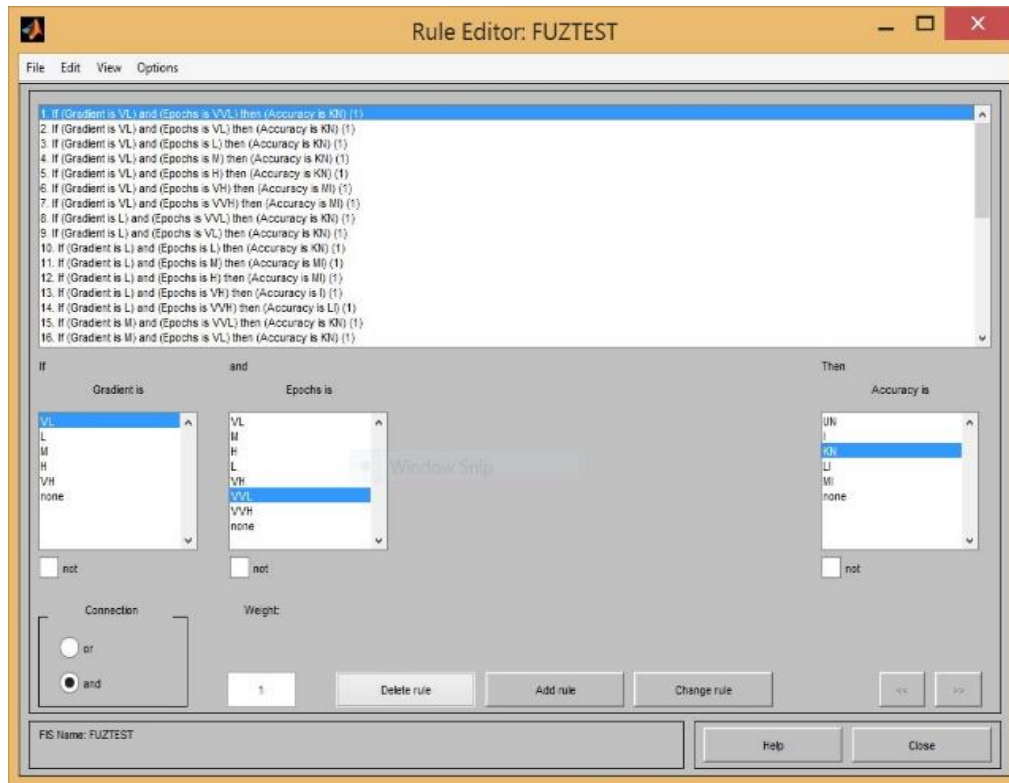 Rule Editor: FUZTEST
File Edit View Options
1. If (Gradient is VL) and (Epochs is VVL) then (Accuracy is KN) (1)
2. If (Gradient is VL) and (Epochs is VL) then (Accuracy is KN) (1)
3. If (Gradient is VL) and (Epochs is L) then (Accuracy is KN) (1)
4. If (Gradient is VL) and (Epochs is M) then (Accuracy is KN) (1)
5. If (Gradient is VL) and (Epochs is H) then (Accuracy is KN) (1)
6. If (Gradient is VL) and (Epochs is VH) then (Accuracy is MI) (1)
7. If (Gradient is VL) and (Epochs is VVH) then (Accuracy is MI) (1)
8. If (Gradient is L) and (Epochs is VVL) then (Accuracy is KN) (1)
9. If (Gradient is L) and (Epochs is VL) then (Accuracy is KN) (1)
10. If (Gradient is L) and (Epochs is L) then (Accuracy is KN) (1)
11. If (Gradient is L) and (Epochs is M) then (Accuracy is MI) (1)
12. If (Gradient is L) and (Epochs is H) then (Accuracy is MI) (1)
13. If (Gradient is L) and (Epochs is VH) then (Accuracy is I) (1)
14. If (Gradient is L) and (Epochs is VVH) then (Accuracy is LI) (1)
15. If (Gradient is M) and (Epochs is VVL) then (Accuracy is KN) (1)
16. If (Gradient is M) and (Epochs is VL) then (Accuracy is KN) (1)
If and Then
Gradient is Epochs is Accuracy is
VL VL UN
L M I
M H KN
H L LI
VH VH MI
none VVL none
VVH
none
Window Snip
not not not
Connection Weight:
or
and 1 Delete rule Add rule Change rule << >>
FIS Name: FUZTEST
Help Close